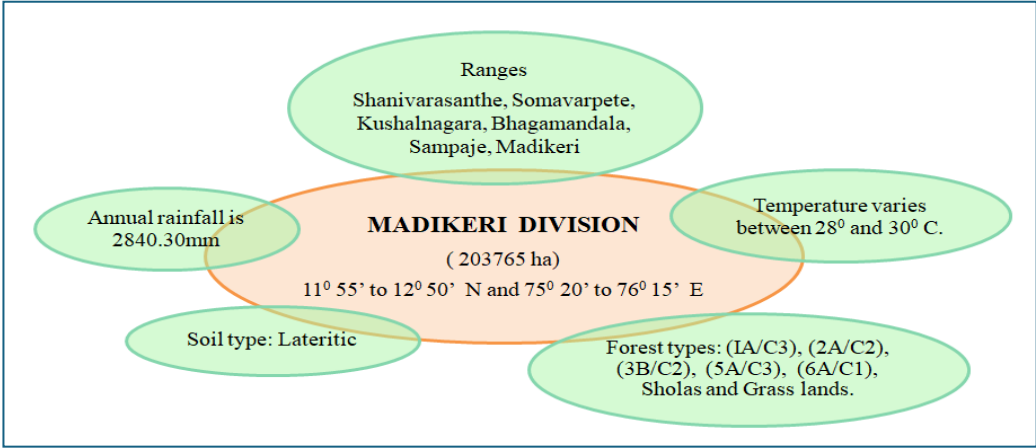 Ranges
Shanivarasanthe, Somavarpete,
Kushalnagara, Bhagamandala,
Sampaje, Madikeri
Annual rainfall is
2840.30mm
MADIKERI DIVISION
( 203765 ha)
11⁰ 55’ to 12⁰ 50’ N and 75⁰ 20’ to 76⁰ 15’ E
Temperature varies
between 28⁰ and 30⁰ C.
Soil type: Lateritic
Forest types: (IA/C3), (2A/C2),
(3B/C2), (5A/C3), (6A/C1),
Sholas and Grass lands.